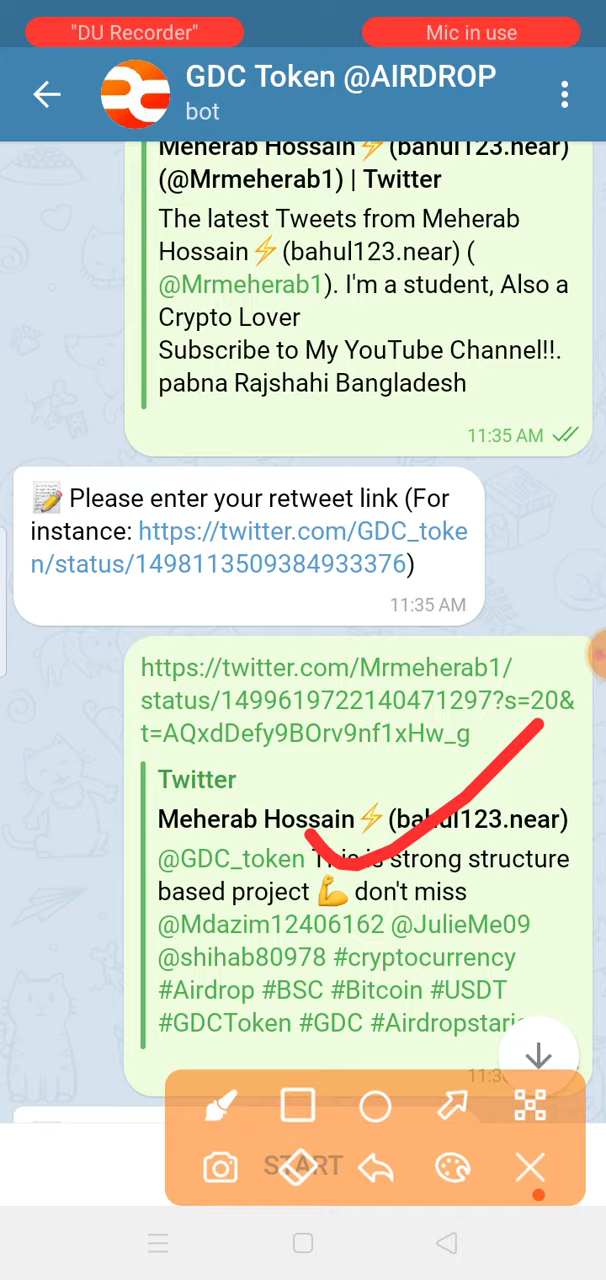 "DU Recorder" Mic in use
GDC Token @AIRDROP
bot
Meherab Hossain⚡(bahul123.near)
(@Mrmeherab1) | Twitter
The latest Tweets from Meherab
Hossain⚡(bahul123.near) (
@Mrmeherab1). I'm a student, Also a
Crypto Lover
Subscribe to My YouTube Channel!!.
pabna Rajshahi Bangladesh
11:35 AM
📝 Please enter your retweet link (For
instance: https://twitter.com/GDC_toke
n/status/1498113509384933376)
11:35 AM
https://twitter.com/Mrmeherab1/
status/1499619722140471297?s=20&
t=AQxdDefy9BOrv9nf1xHw_g
Twitter
Meherab Hossain⚡(bahul123.near)
@GDC_token This is strong structure
based project 💪 don't miss
@Mdazim12406162 @JulieMe09
@shihab80978 #cryptocurrency
#Airdrop #BSC #Bitcoin #USDT
#GDCToken #GDC
START